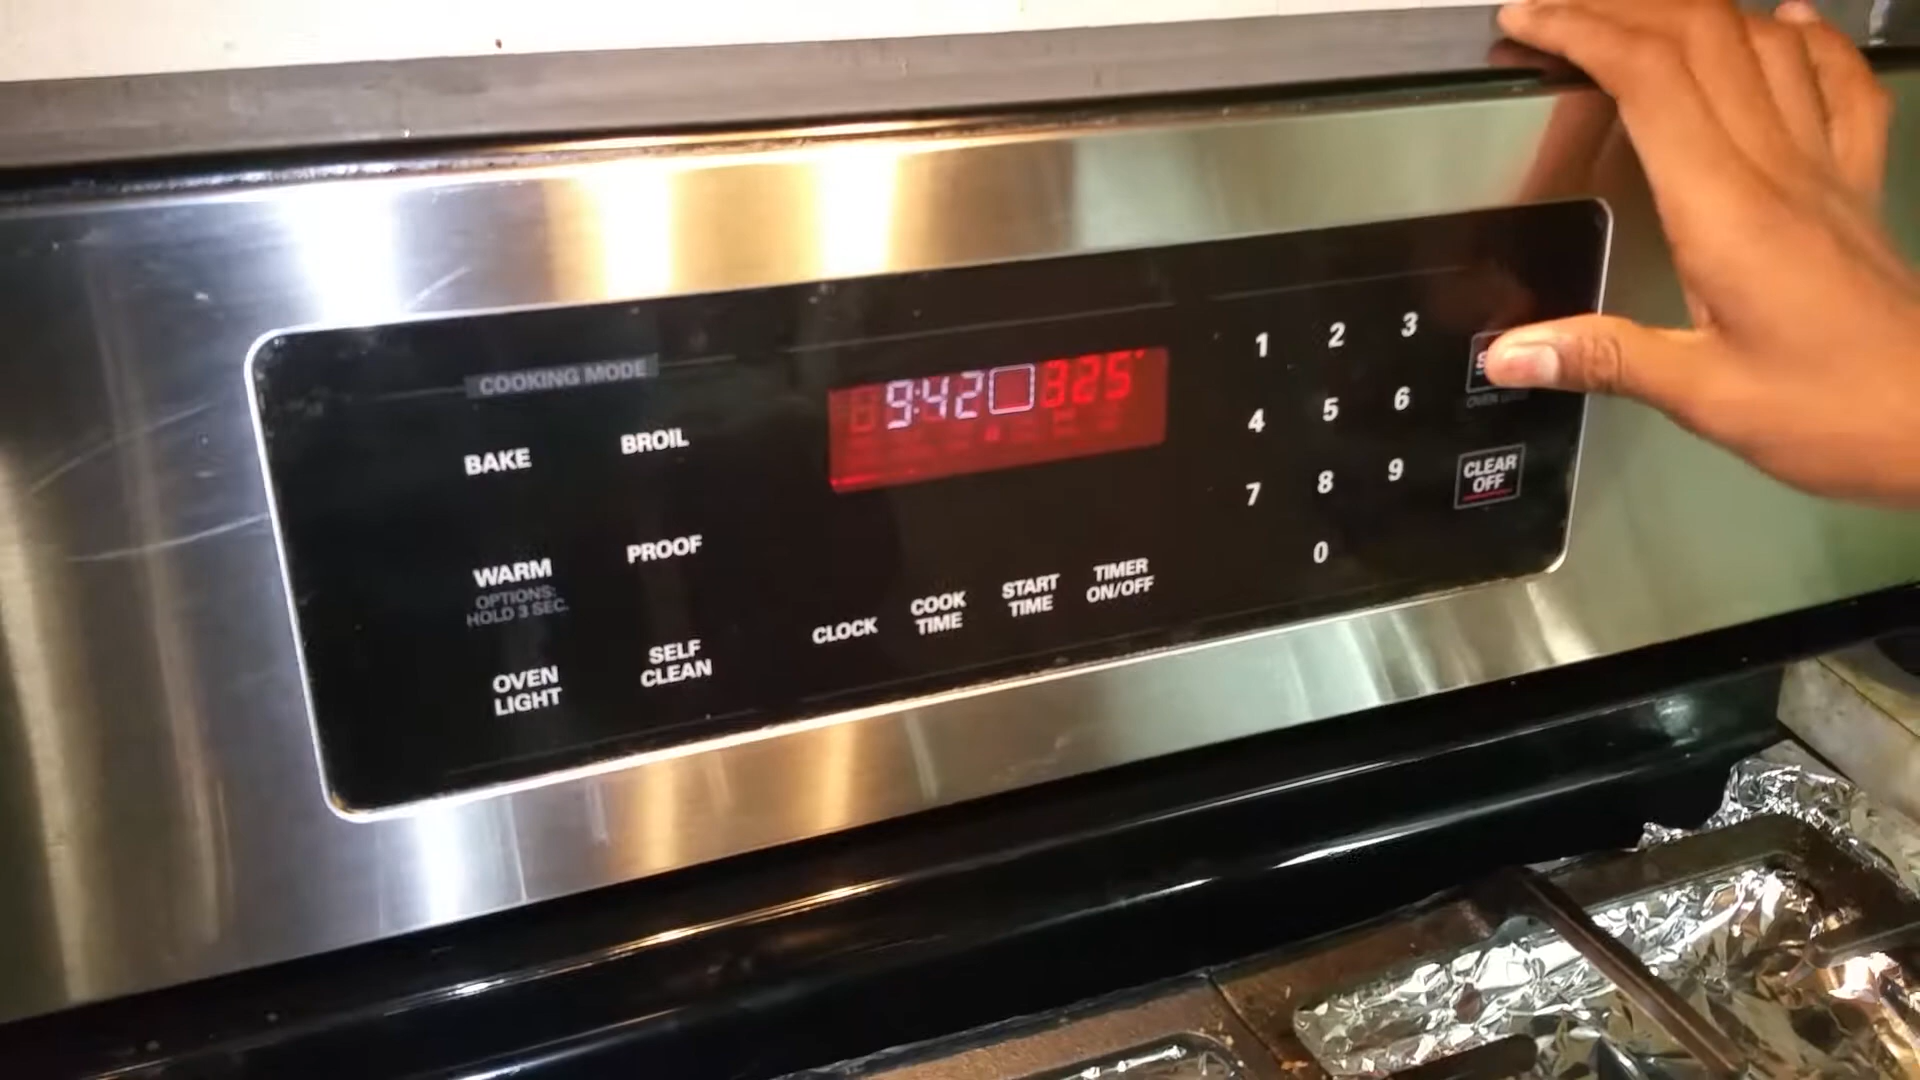 COOKING MODE
BAKE
BROIL
WARM
OPTIONS:
HOLD 3 SEC.
PROOF
OVEN
LIGHT
SELF
CLEAN
9:42
325°
CLOCK
COOK
TIME
START
TIME
TIMER
ON/OFF
1 2 3
4 5 6
7 8 9
0
CLEAR
OFF